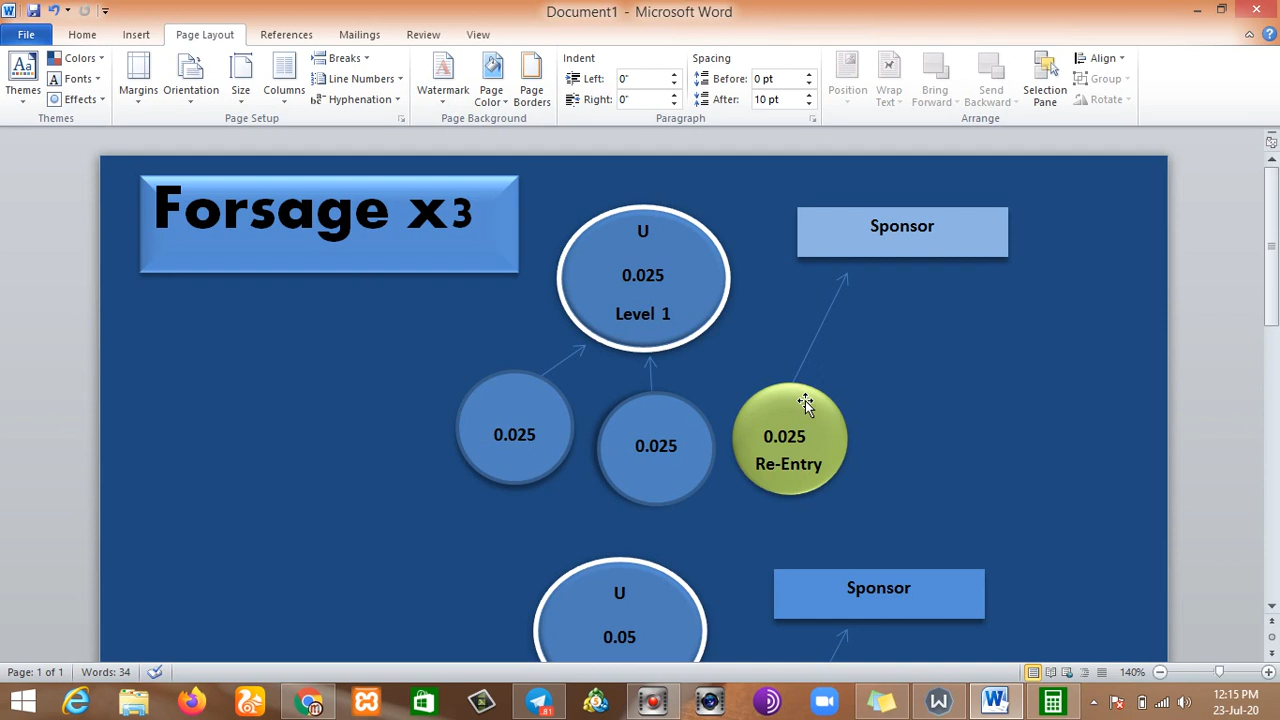 Document1 - Microsoft Word
File Home Insert Page Layout References Mailings Review View
Themes
Colors
Fonts
Effects
Themes
Margins
Orientation
Size
Columns
Breaks
Line Numbers
Hyphenation
Page Setup
Watermark
Page Color
Page Borders
Page Background
Indent
Left: 0"
Right: 0"
Spacing
Before: 0 pt
After: 10 pt
Paragraph
Position
Wrap Text
Bring Forward
Send Backward
Selection Pane
Align
Group
Rotate
Arrange
Forsage x3
U
0.025
Level 1
Sponsor
0.025
0.025
0.025
Re-Entry
U
0.05
Sponsor
Page: 1 of 1 Words: 34
140%
81
12:15 PM
23-Jul-20